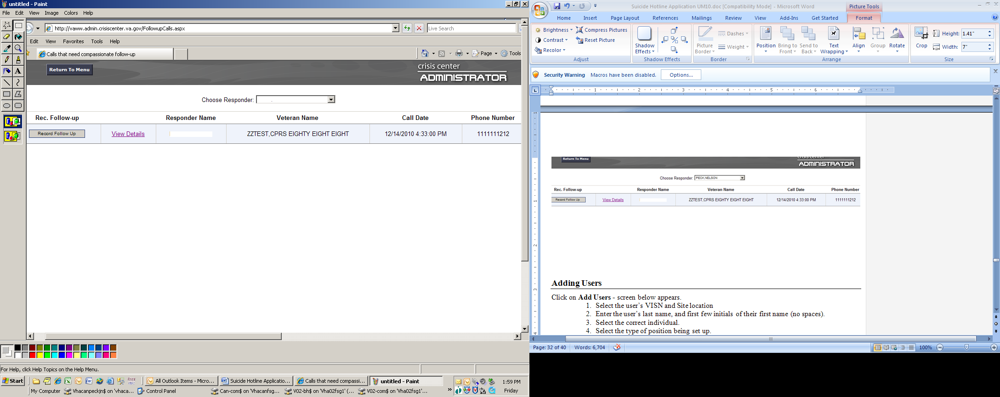 untitled - Paint
File Edit View Image Colors Help
http://vaww.admin.crisiscenter.va.gov/FollowupCalls.aspx
Live Search
Edit View Favorites Tools Help
Calls that need compassionate follow-up
Page Tools
Return To Menu
crisis center
ADMINISTRATOR
Choose Responder:
Rec. Follow-up Responder Name Veteran Name Call Date Phone Number
Record Follow Up View Details ZZTEST,CPRS EIGHTY EIGHT EIGHT 12/14/2010 4:33:00 PM 1111111212
For Help, click Help Topics on the Help Menu.
Start
All Outlook Items - Micro...
Suicide Hotline Applicatio...
Calls that need compassi...
untitled - Paint
1:59 PM
My Computer
Vhacanpeckjn$ on 'vhaca...
Control Panel
Can-com$ on 'Vhacanfsg...
V02-bh$ on 'Vha02fsg1' (...
V02-com$ on 'Vha02fsg1'...
»
Friday
Suicide Hotline Application UM10.doc [Compatibility Mode] - Microsoft Word
Picture Tools
Home Insert Page Layout References Mailings Review View Add-Ins Get Started Format
Brightness
Contrast
Recolor
Compress Pictures
Reset Picture
Adjust
Shadow
Effects
Shadow Effects
Picture
Border
Dashes
Weight
Border
Position
Bring to
Front
Send to
Back
Text
Wrapping
Align
Group
Rotate
Arrange
Crop
Height: 1.41"
Width: 7"
Size
Security Warning Macros have been disabled. Options...
L
1 2 3 4 5 6
1
1
2
3
4
Return To Menu
crisis center
ADMINISTRATOR
Choose Responder: PECK,NELSON
Rec. Follow-up Responder Name Veteran Name Call Date Phone Number
Record Follow Up View Details ZZTEST,CPRS EIGHTY EIGHT EIGHT 12/14/2010 4:33:00 PM 1111111212
Adding Users
Click on Add Users - screen below appears.
1. Select the user’s VISN and Site location
2. Enter the user’s last name, and first few initials of their first name (no spaces).
3. Select the correct individual.
4. Select the type of position being set up.
Page: 32 of 40 Words: 6,704 100%